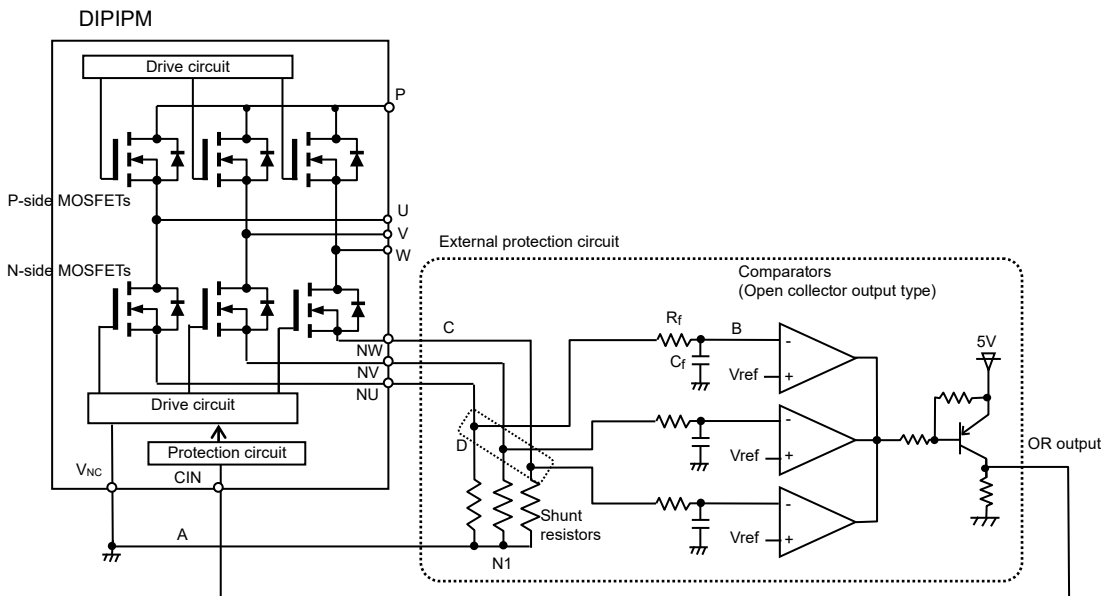 DIPIPM
Drive circuit
P
P-side MOSFETs
U
V
W
External protection circuit
N-side MOSFETs
Comparators
(Open collector output type)
C
Rf
B
-
5V
NW
Cf
Vref
+
NV
NU
Drive circuit
-
D
OR output
Protection circuit
Vref
+
VNC
CIN
-
Shunt
resistors
A
Vref
+
N1